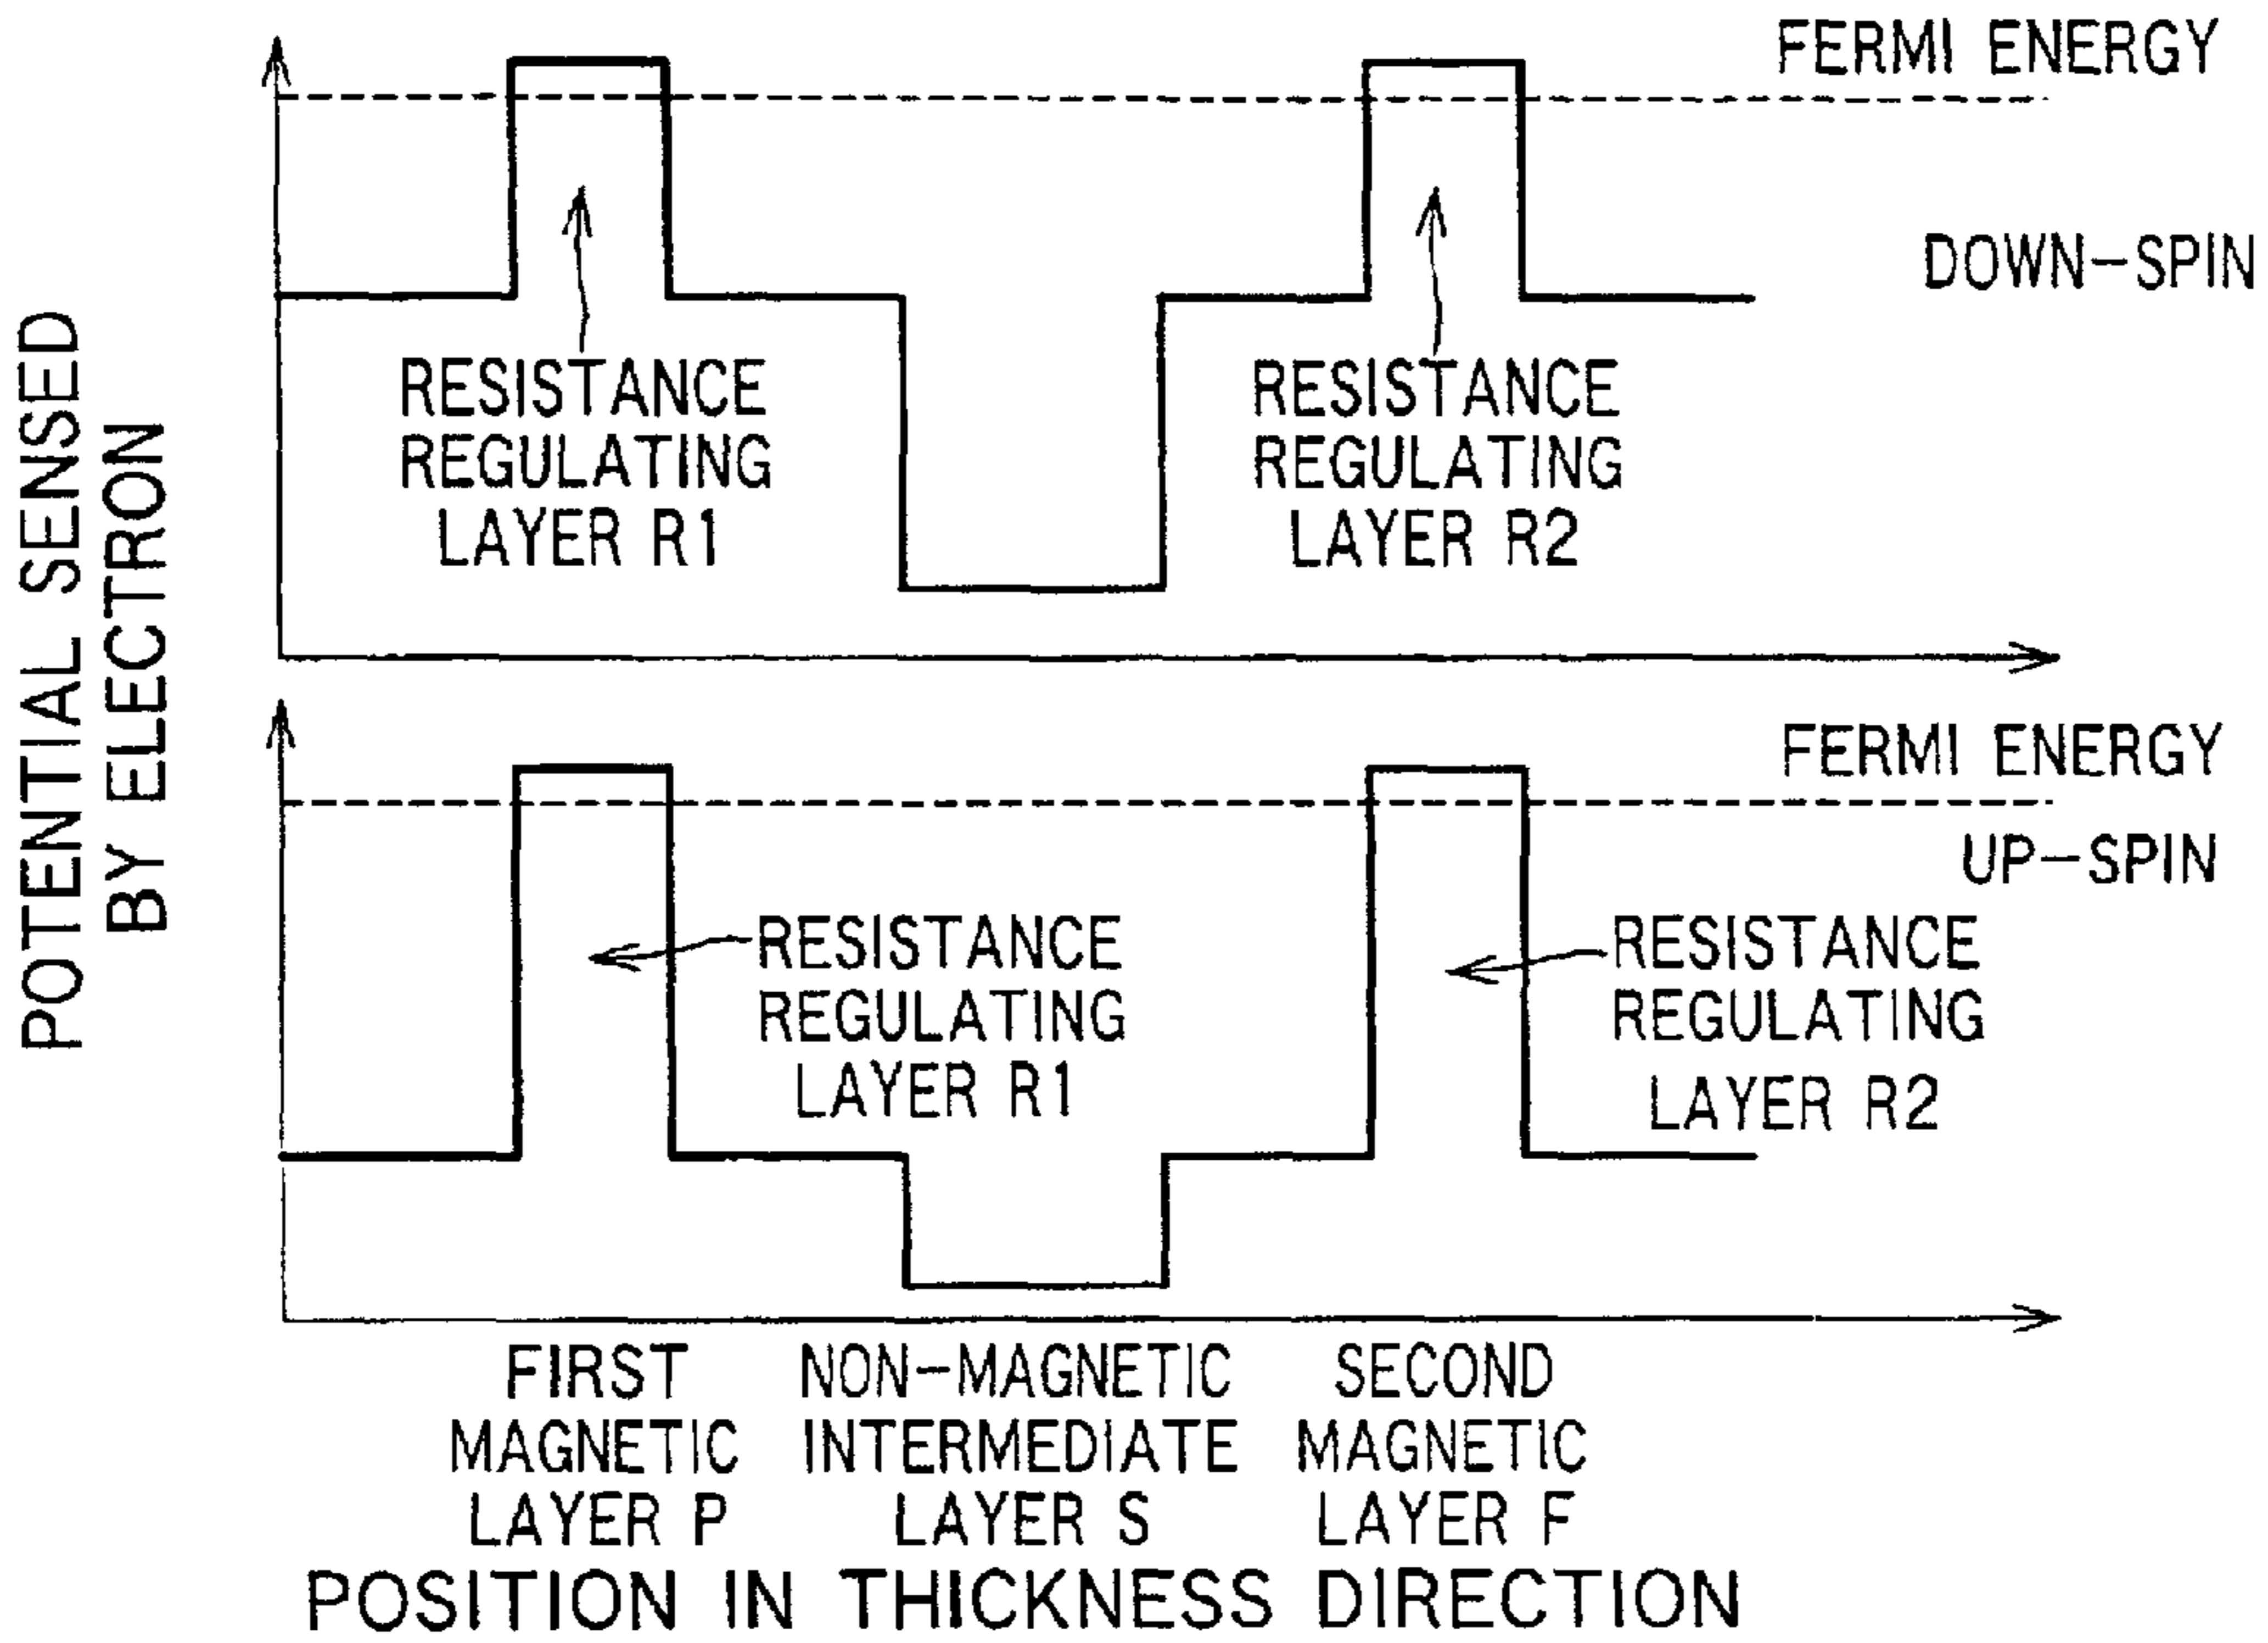 POTENTIAL SENSED
BY ELECTRON
FERMI ENERGY
DOWN-SPIN
RESISTANCE
REGULATING
LAYER R1
RESISTANCE
REGULATING
LAYER R2
FERMI ENERGY
UP-SPIN
RESISTANCE
REGULATING
LAYER R1
RESISTANCE
REGULATING
LAYER R2
FIRST
MAGNETIC
LAYER P
NON-MAGNETIC
INTERMEDIATE
LAYER S
SECOND
MAGNETIC
LAYER F
POSITION IN THICKNESS DIRECTION